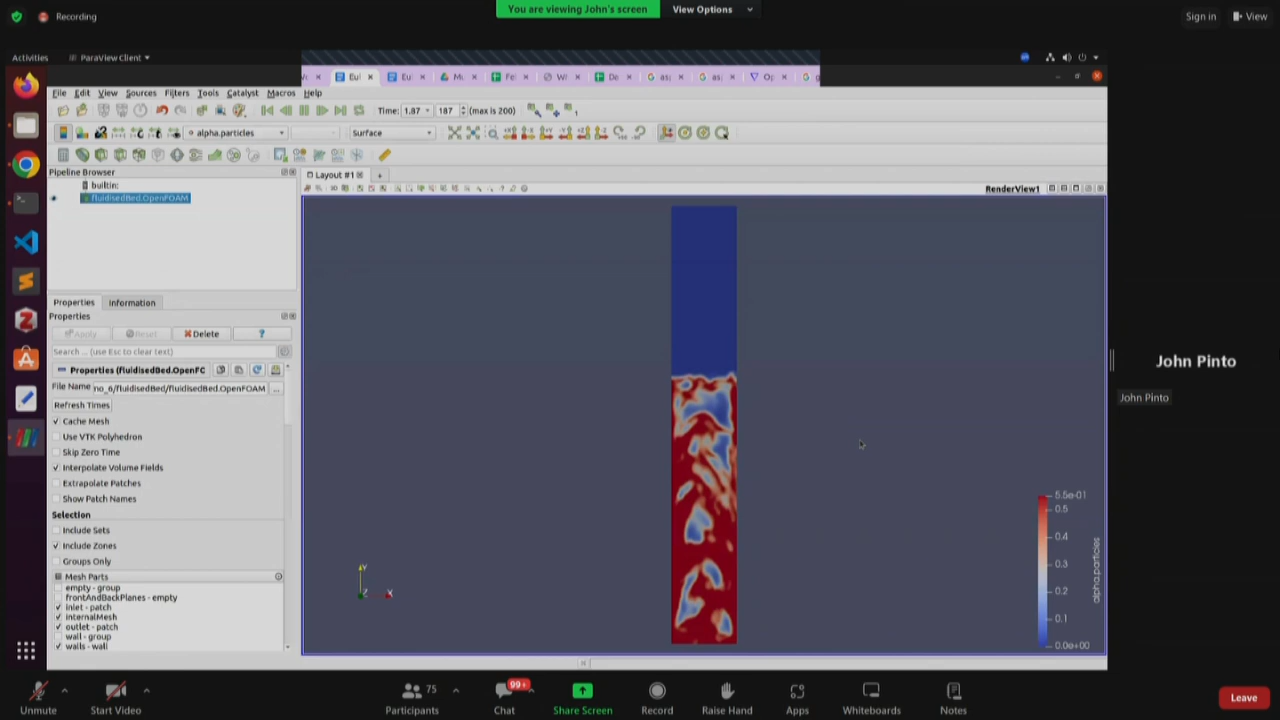 Recording
You are viewing John's screen
View Options
Sign in
View
Activities
ParaView Client
Eul
Eul
File Edit View Sources Filters Tools Catalyst Macros Help
Time: 1.87 187 (max is 200)
alpha.particles
Surface
Pipeline Browser
builtin:
fluidisedBed.OpenFOAM
Layout #1
RenderView1
Properties Information
Properties
Apply Reset Delete ?
Search ... (use Esc to clear text)
Properties (fluidisedBed.OpenFC
File Name no_6/fluidisedBed/fluidisedBed.OpenFOAM ...
Refresh Times
Cache Mesh
Use VTK Polyhedron
Skip Zero Time
Interpolate Volume Fields
Extrapolate Patches
Show Patch Names
Selection
Include Sets
Include Zones
Groups Only
Mesh Parts
empty - group
frontAndBackPlanes - empty
inlet - patch
internalMesh
outlet - patch
wall - group
walls - wall
Y
Z
X
5.5e-01
0.5
0.4
0.3
0.2
0.1
0.0e+00
alpha.particles
John Pinto
John Pinto
Unmute
Start Video
75
Participants
99+
Chat
Share Screen
Record
Raise Hand
Apps
Whiteboards
Notes
Leave